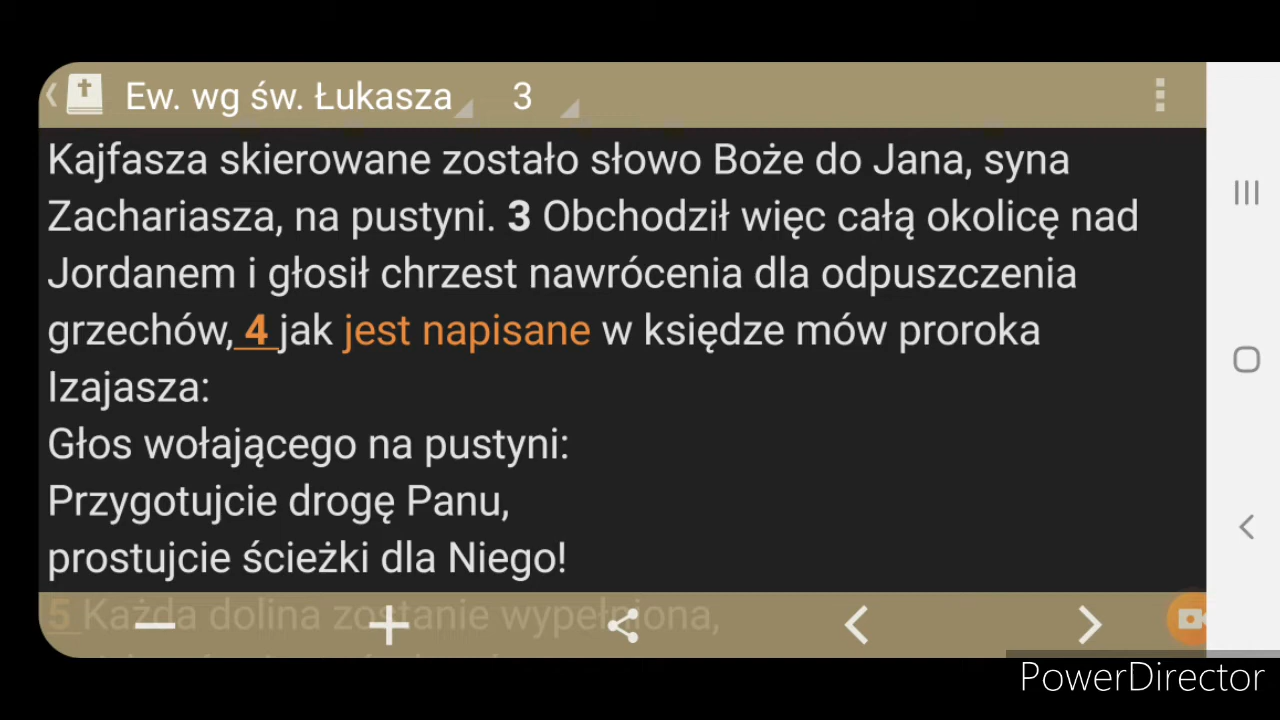 Ew. wg św. Łukasza 3
Kajfasza skierowane zostało słowo Boże do Jana, syna
Zachariasza, na pustyni. 3 Obchodził więc całą okolicę nad
Jordanem i głosił chrzest nawrócenia dla odpuszczenia
grzechów, 4 jak jest napisane w księdze mów proroka
Izajasza:
Głos wołającego na pustyni:
Przygotujcie drogę Panu,
prostujcie ścieżki dla Niego!
5 Każda dolina zostanie wypełniona,
PowerDirector